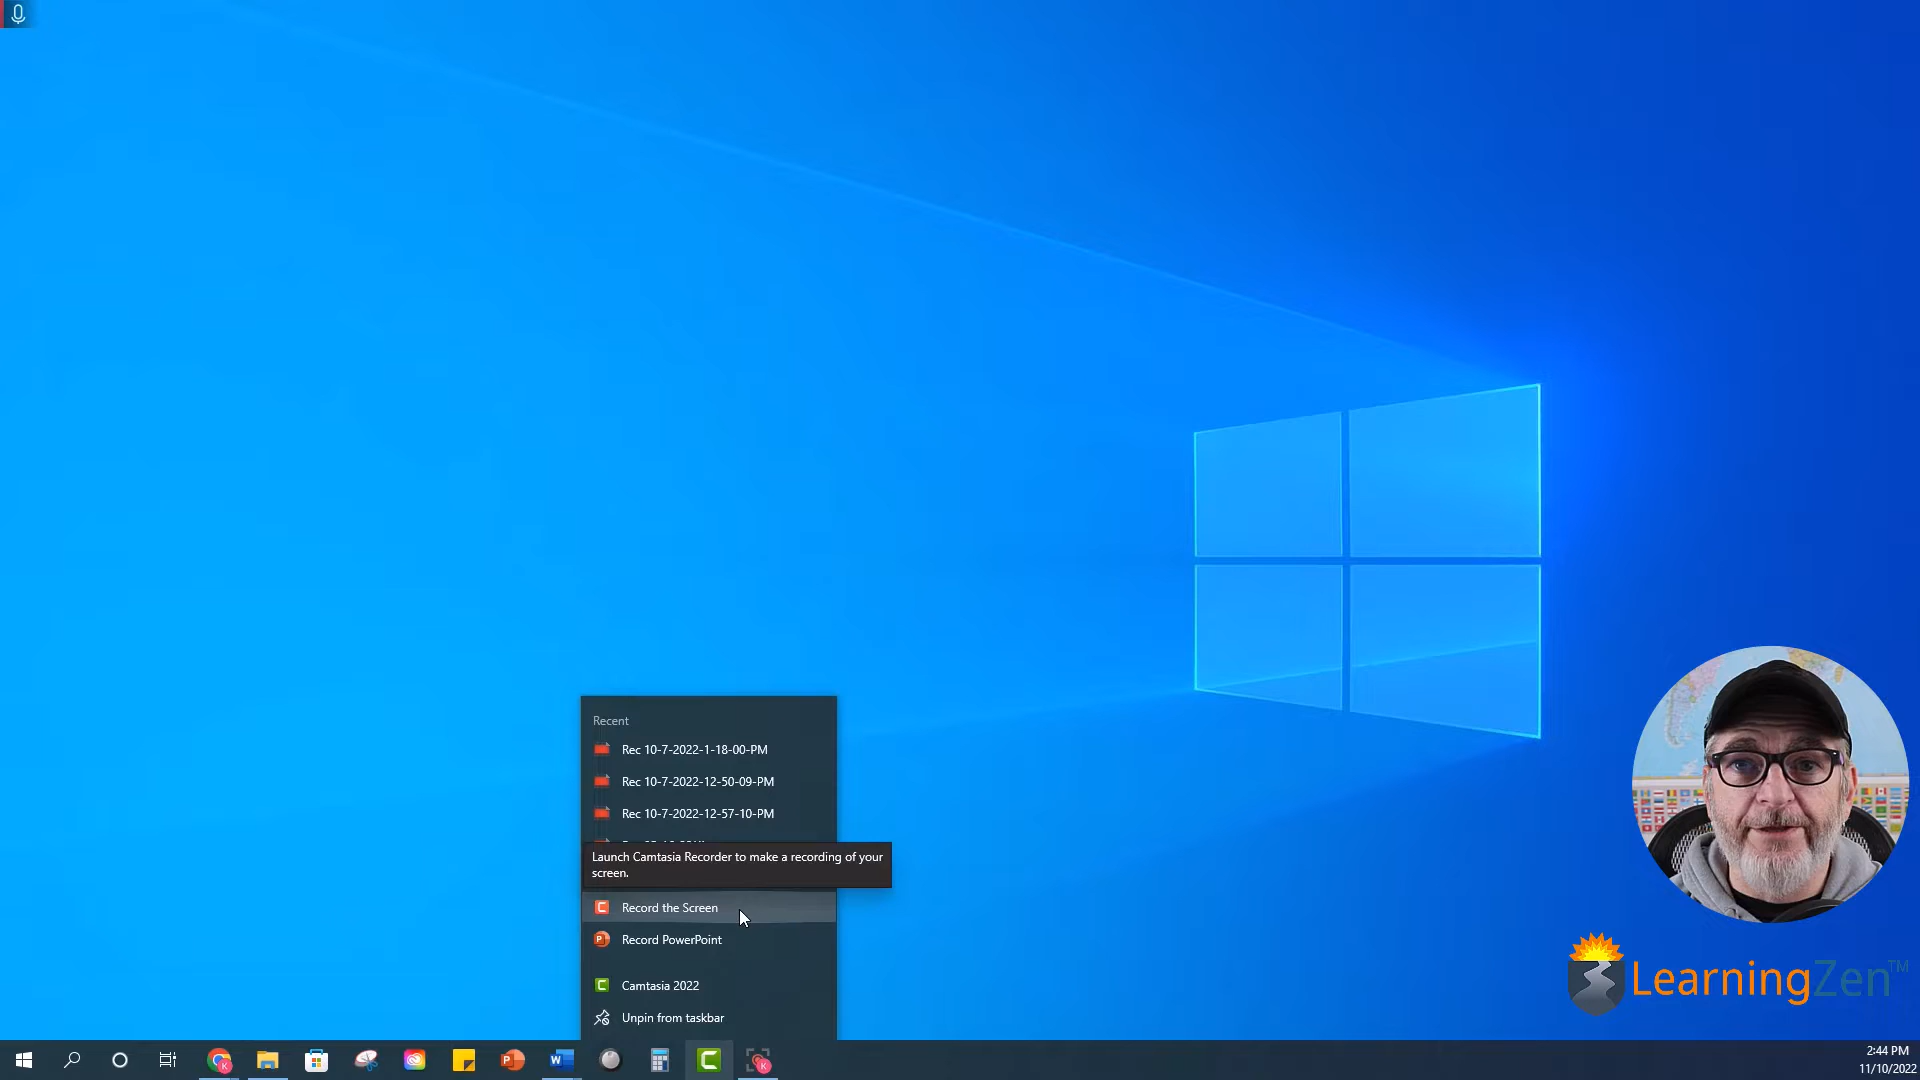 Recent
Rec 10-7-2022-1-18-00-PM
Rec 10-7-2022-12-50-09-PM
Rec 10-7-2022-12-57-10-PM
Launch Camtasia Recorder to make a recording of your
screen.
Record the Screen
Record PowerPoint
Camtasia 2022
Unpin from taskbar
LearningZen™
2:44 PM
11/10/2022